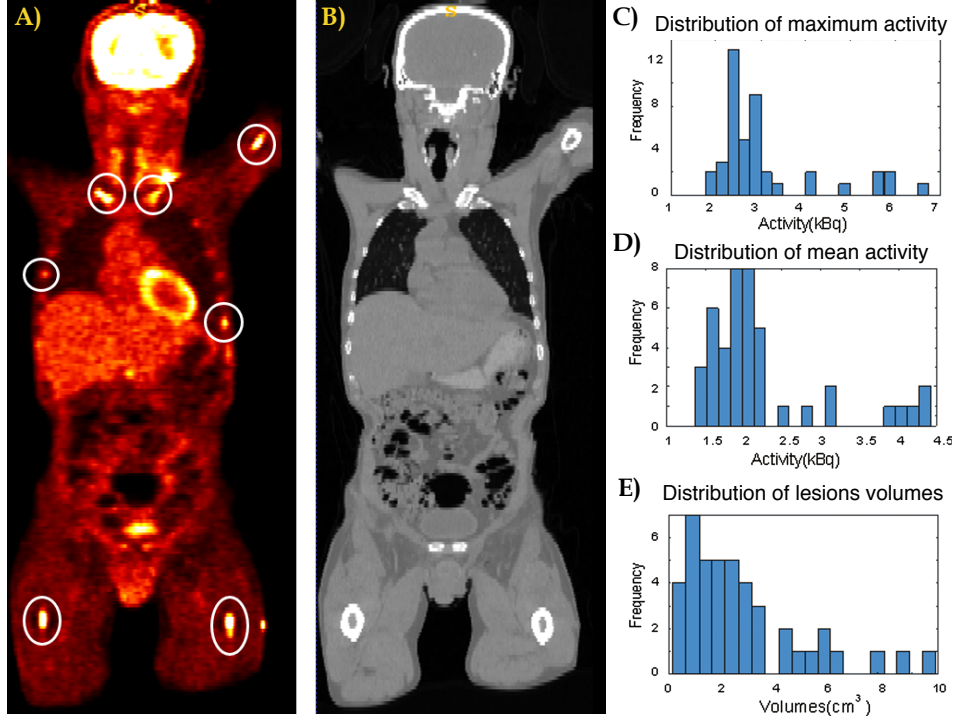 A)
S
B)
S
C)
Distribution of maximum activity
Frequency
12
8
4
0
1 2 3 4 5 6 7
Activity(kBq)
D)
Distribution of mean activity
Frequency
8
6
4
2
0
1 1.5 2 2.5 3 3.5 4 4.5
Activity(kBq)
E)
Distribution of lesions volumes
Frequency
6
4
2
0
0 2 4 6 8 10
Volumes(cm³)